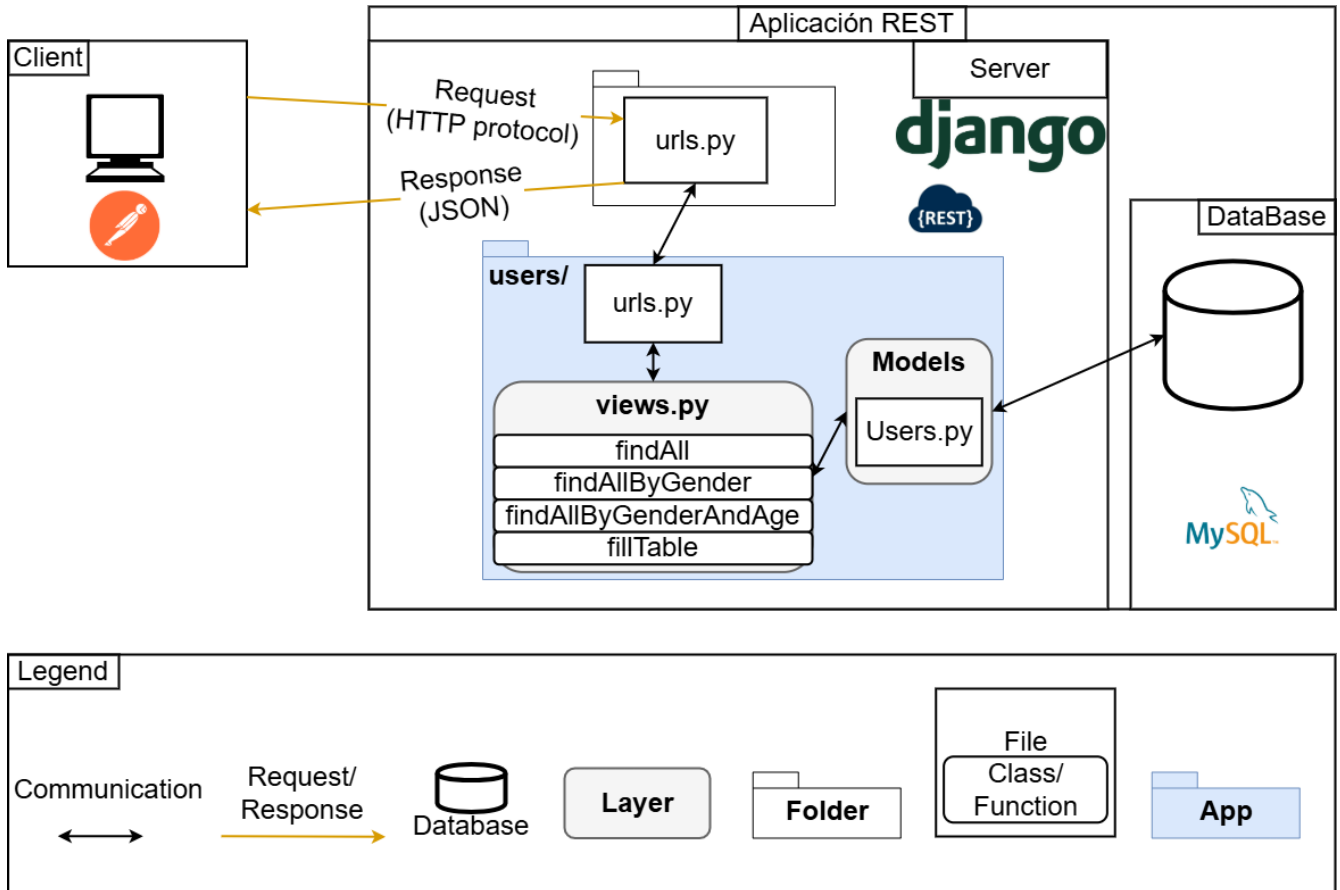 Aplicación REST
Client
Server
Request
(HTTP protocol)
urls.py
django
Response
(JSON)
{REST}
DataBase
users/
urls.py
Models
Users.py
views.py
findAll
findAllByGender
findAllByGenderAndAge
fillTable
MySQL
Legend
Communication
Request/
Response
Database
Layer
Folder
File
Class/
Function
App